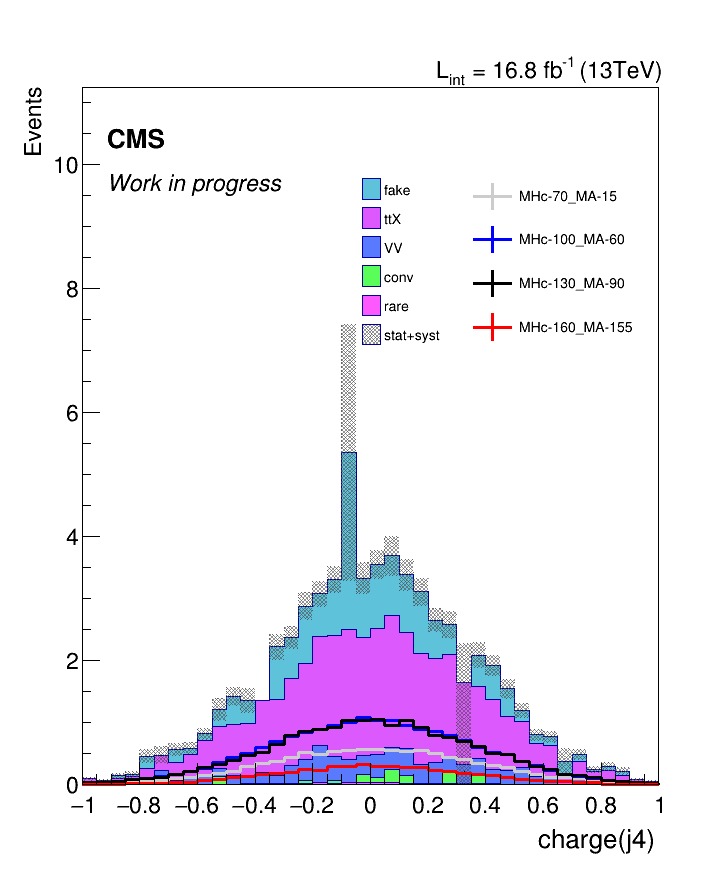 L_int = 16.8 fb^-1 (13TeV)
Events
CMS
Work in progress
fake
ttX
VV
conv
rare
stat+syst
MHc-70_MA-15
MHc-100_MA-60
MHc-130_MA-90
MHc-160_MA-155
10
8
6
4
2
0
−1 −0.8 −0.6 −0.4 −0.2 0 0.2 0.4 0.6 0.8 1
charge(j4)